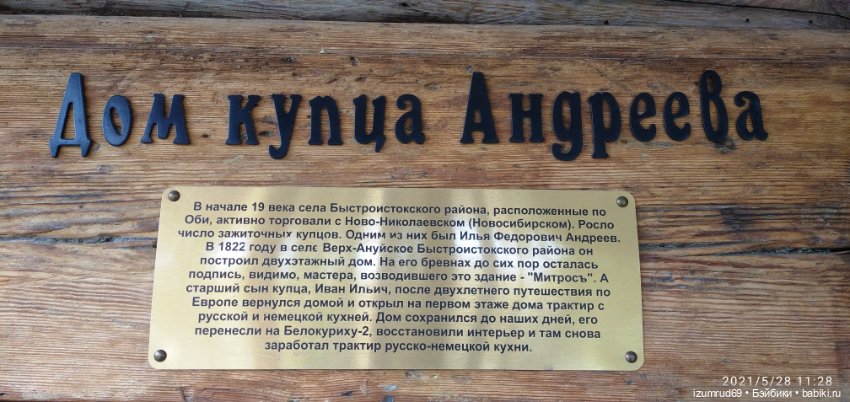 Дом купца Андреева
В начале 19 века села Быстроистокского района, расположенные по
Оби, активно торговали с Ново-Николаевском (Новосибирском). Росло
число зажиточных купцов. Одним из них был Илья Федорович Андреев.
В 1822 году в селе Верх-Ануйское Быстроистокского района он
построил двухэтажный дом. На его бревнах до сих пор осталась
подпись, видимо, мастера, возводившего это здание - "Митросъ". А
старший сын купца, Иван Ильич, после двухлетнего путешествия по
Европе вернулся домой и открыл на первом этаже дома трактир с
русской и немецкой кухней. Дом сохранился до наших дней, его
перенесли на Белокуриху-2, восстановили интерьер и там снова
заработал трактир русско-немецкой кухни.
2021/5/28 11:28
izumrud69 • Бэйбики • babiki.ru